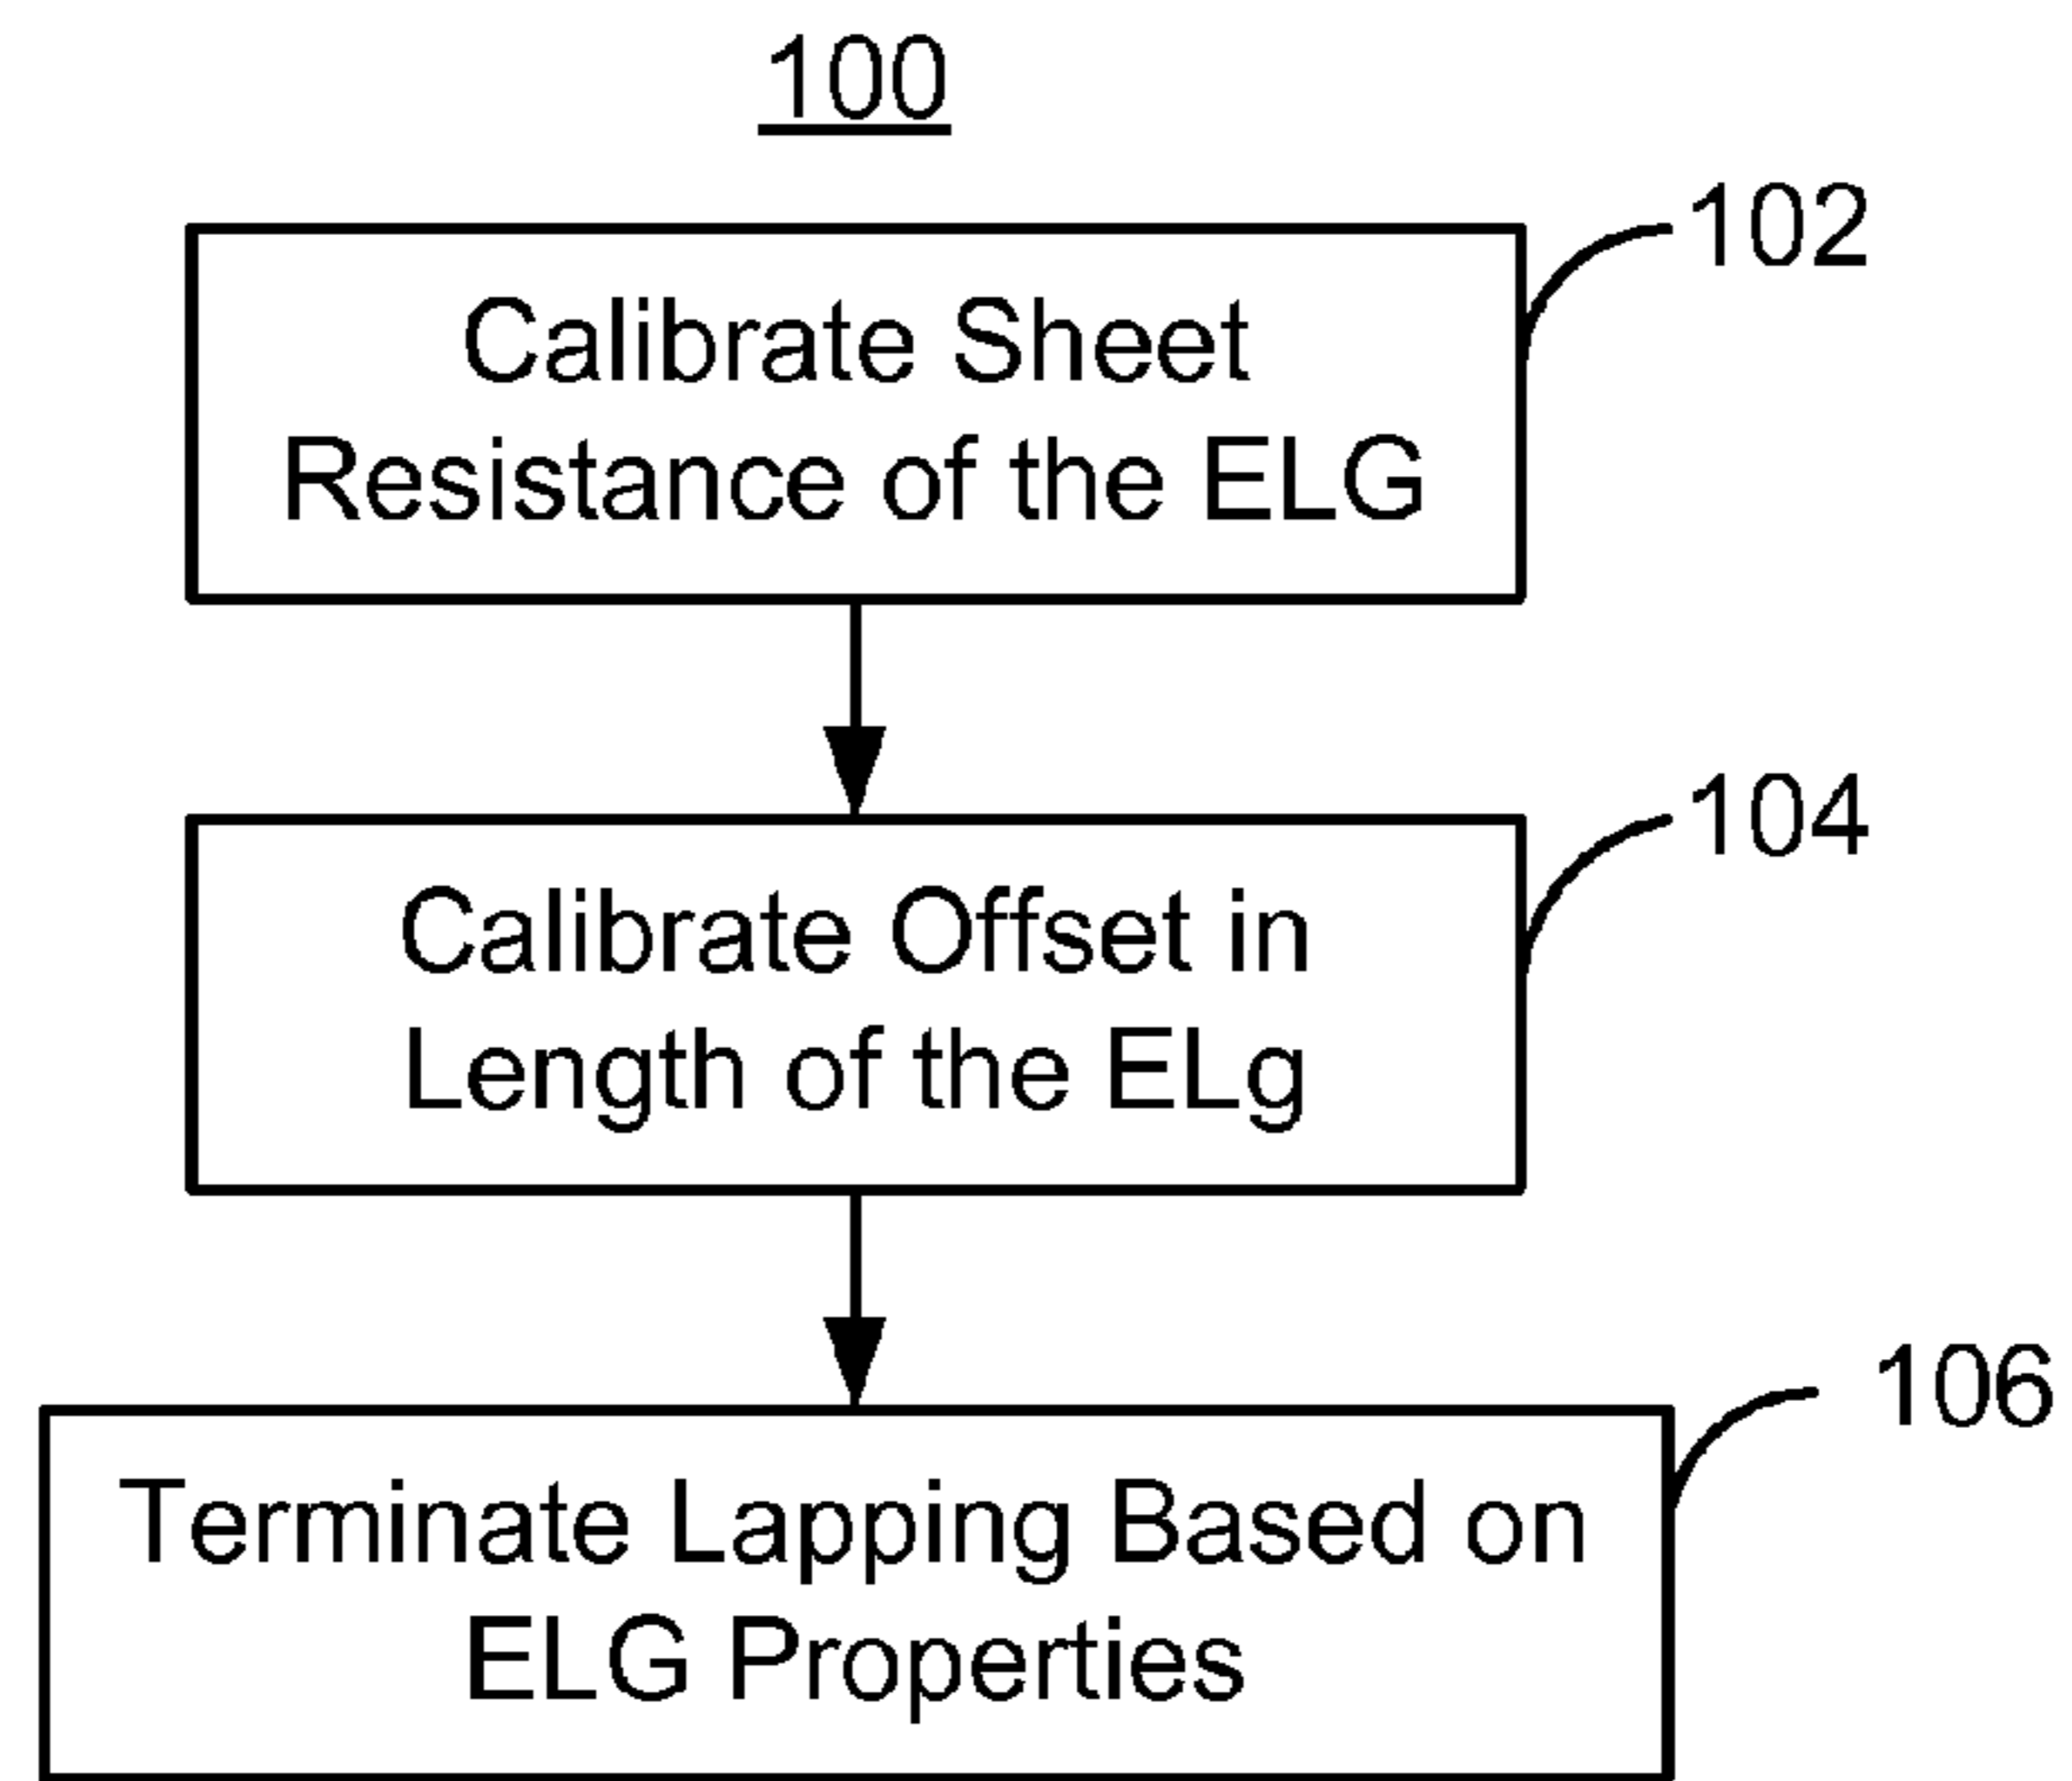 100
102
Calibrate Sheet
Resistance of the ELG
104
Calibrate Offset in
Length of the ELg
106
Terminate Lapping Based on
ELG Properties